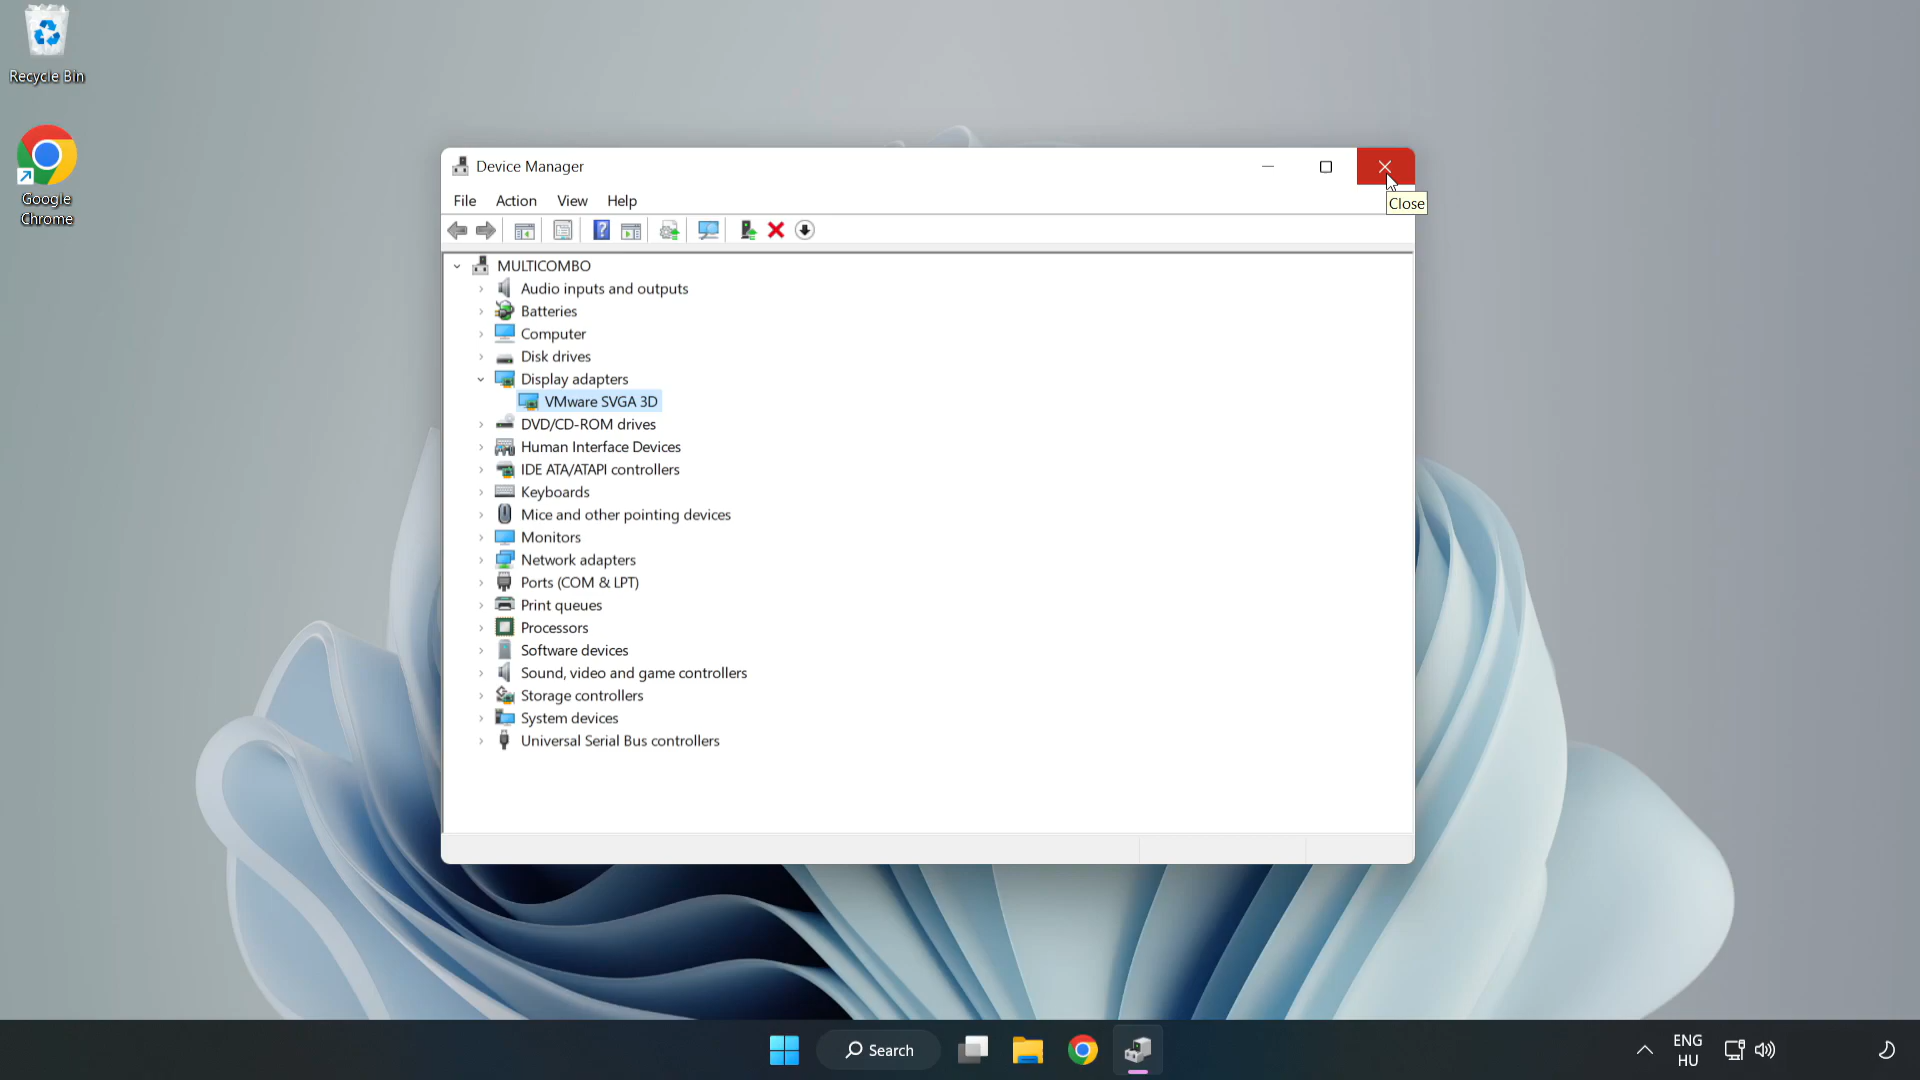 Recycle Bin
Google
Chrome
Device Manager
Close
File Action View Help
MULTICOMBO
Audio inputs and outputs
Batteries
Computer
Disk drives
Display adapters
VMware SVGA 3D
DVD/CD-ROM drives
Human Interface Devices
IDE ATA/ATAPI controllers
Keyboards
Mice and other pointing devices
Monitors
Network adapters
Ports (COM & LPT)
Print queues
Processors
Software devices
Sound, video and game controllers
Storage controllers
System devices
Universal Serial Bus controllers
Search
ENG
HU